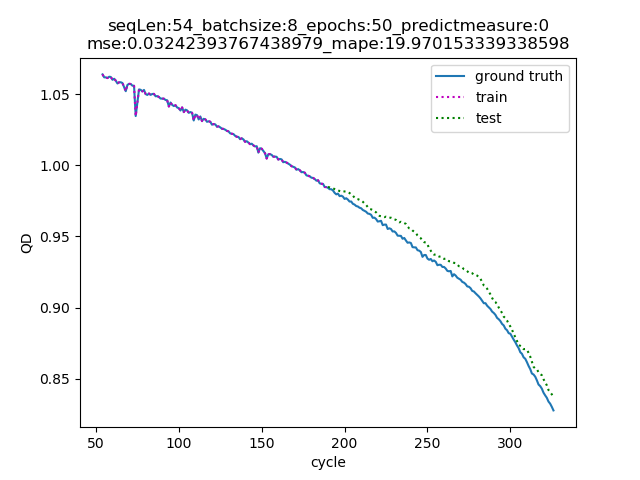 seqLen:54_batchsize:8_epochs:50_predictmeasure:0
mse:0.03242393767438979_mape:19.970153339338598
ground truth
train
test
1.05
1.00
0.95
0.90
0.85
QD
50 100 150 200 250 300
cycle